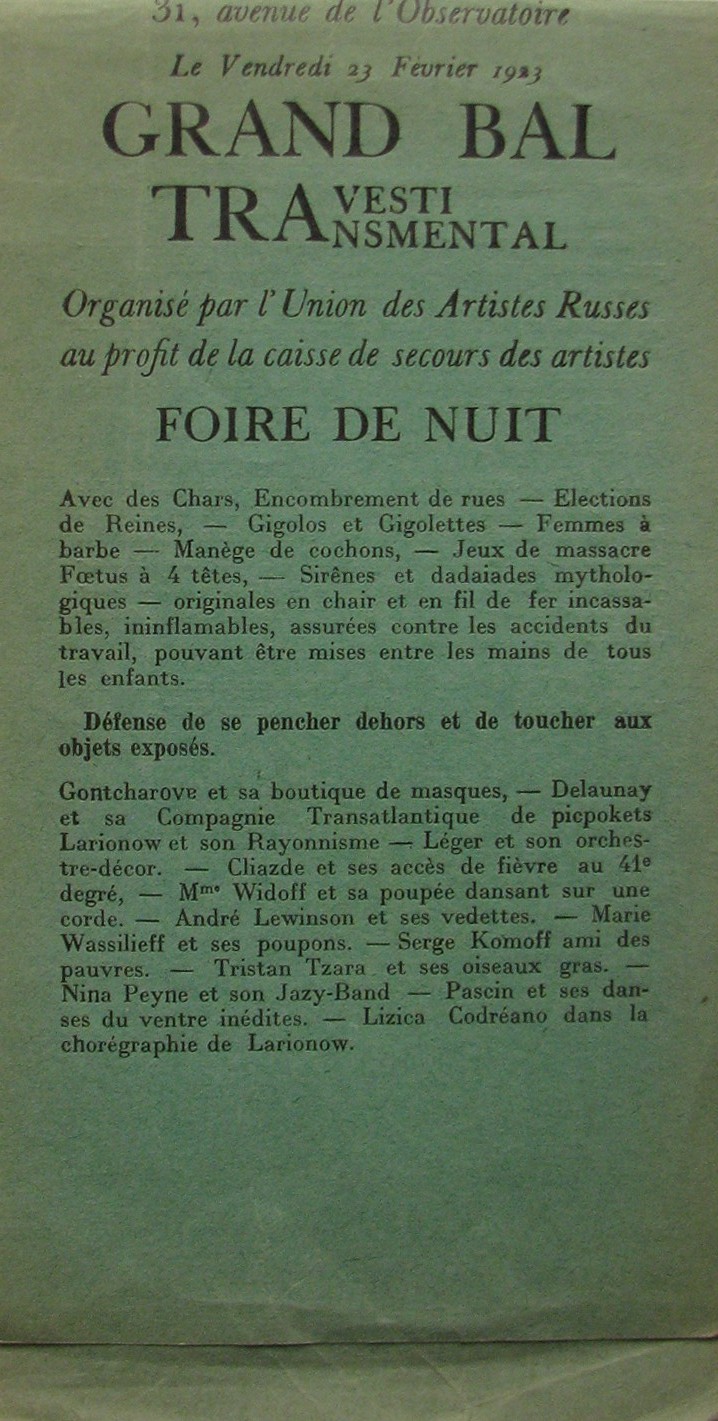 31, avenue de l'Observatoire
Le Vendredi 23 Février 1923
GRAND BAL
TRAVESTI
NSMENTAL
Organisé par l'Union des Artistes Russes
au profit de la caisse de secours des artistes
FOIRE DE NUIT
Avec des Chars, Encombrement de rues — Elections
de Reines, — Gigolos et Gigolettes — Femmes à
barbe — Manège de cochons, — Jeux de massacre
Fœtus à 4 têtes, — Sirênes et dadaiades mytholo-
giques — originales en chair et en fil de fer incassa-
bles, ininflamables, assurées contre les accidents du
travail, pouvant être mises entre les mains de tous
les enfants.
Défense de se pencher dehors et de toucher aux
objets exposés.
Gontcharove et sa boutique de masques, — Delaunay
et sa Compagnie Transatlantique de picpokets
Larionow et son Rayonnisme — Léger et son orches-
tre-décor. — Cliazde et ses accès de fièvre au 41e
degré, — Mme Widoff et sa poupée dansant sur une
corde. — André Lewinson et ses vedettes. — Marie
Wassilieff et ses poupons. — Serge Komoff ami des
pauvres. — Tristan Tzara et ses oiseaux gras. —
Nina Peyne et son Jazy-Band — Pascin et ses dan-
ses du ventre inédites. — Lizica Codréano dans la
chorégraphie de Larionow.